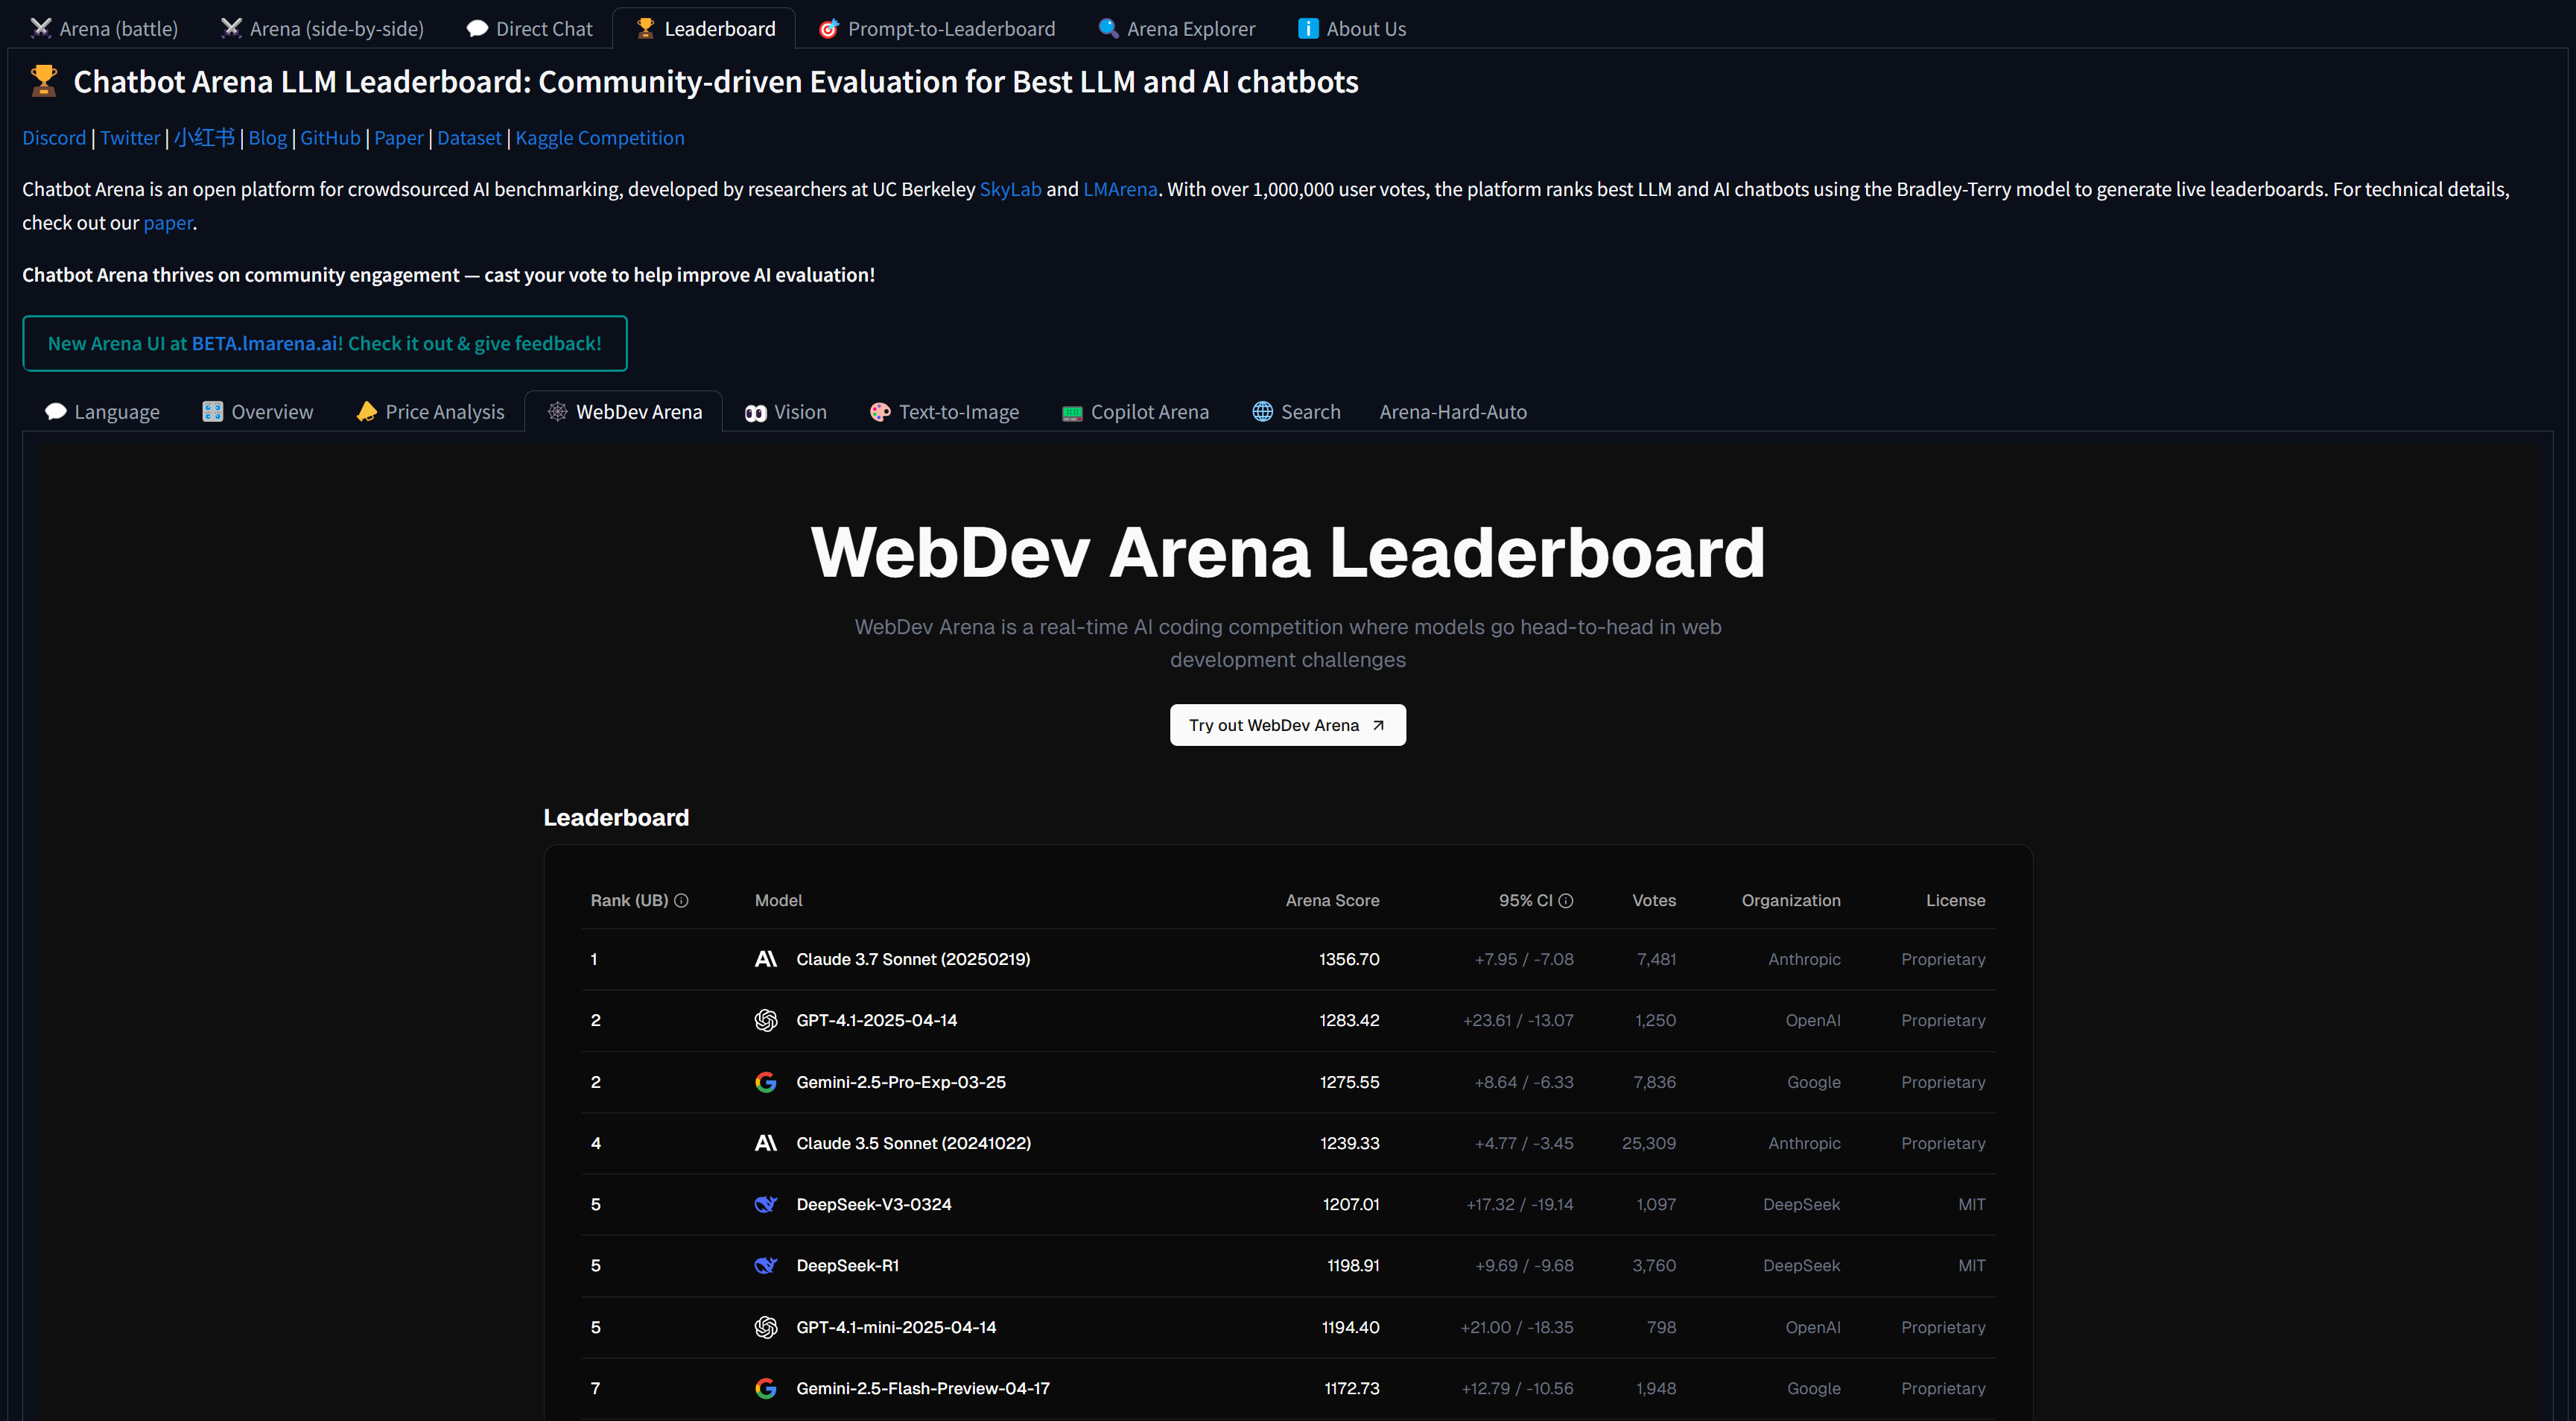 Arena (battle) Arena (side-by-side) Direct Chat Leaderboard Prompt-to-Leaderboard Arena Explorer About Us
Chatbot Arena LLM Leaderboard: Community-driven Evaluation for Best LLM and AI chatbots
Discord | Twitter | 小红书 | Blog | GitHub | Paper | Dataset | Kaggle Competition
Chatbot Arena is an open platform for crowdsourced AI benchmarking, developed by researchers at UC Berkeley SkyLab and LMArena. With over 1,000,000 user votes, the platform ranks best LLM and AI chatbots using the Bradley-Terry model to generate live leaderboards. For technical details,
check out our paper.
Chatbot Arena thrives on community engagement — cast your vote to help improve AI evaluation!
New Arena UI at BETA.lmarena.ai! Check it out & give feedback!
Language Overview Price Analysis WebDev Arena Vision Text-to-Image Copilot Arena Search Arena-Hard-Auto
WebDev Arena Leaderboard
WebDev Arena is a real-time AI coding competition where models go head-to-head in web
development challenges
Try out WebDev Arena
Leaderboard
Rank (UB) Model Arena Score 95% CI Votes Organization License
1 Claude 3.7 Sonnet (20250219) 1356.70 +7.95 / -7.08 7,481 Anthropic Proprietary
2 GPT-4.1-2025-04-14 1283.42 +23.61 / -13.07 1,250 OpenAI Proprietary
2 Gemini-2.5-Pro-Exp-03-25 1275.55 +8.64 / -6.33 7,836 Google Proprietary
4 Claude 3.5 Sonnet (20241022) 1239.33 +4.77 / -3.45 25,309 Anthropic Proprietary
5 DeepSeek-V3-0324 1207.01 +17.32 / -19.14 1,097 DeepSeek MIT
5 DeepSeek-R1 1198.91 +9.69 / -9.68 3,760 DeepSeek MIT
5 GPT-4.1-mini-2025-04-14 1194.40 +21.00 / -18.35 798 OpenAI Proprietary
7 Gemini-2.5-Flash-Preview-04-17 1172.73 +12.79 / -10.56 1,948 Google Proprietary